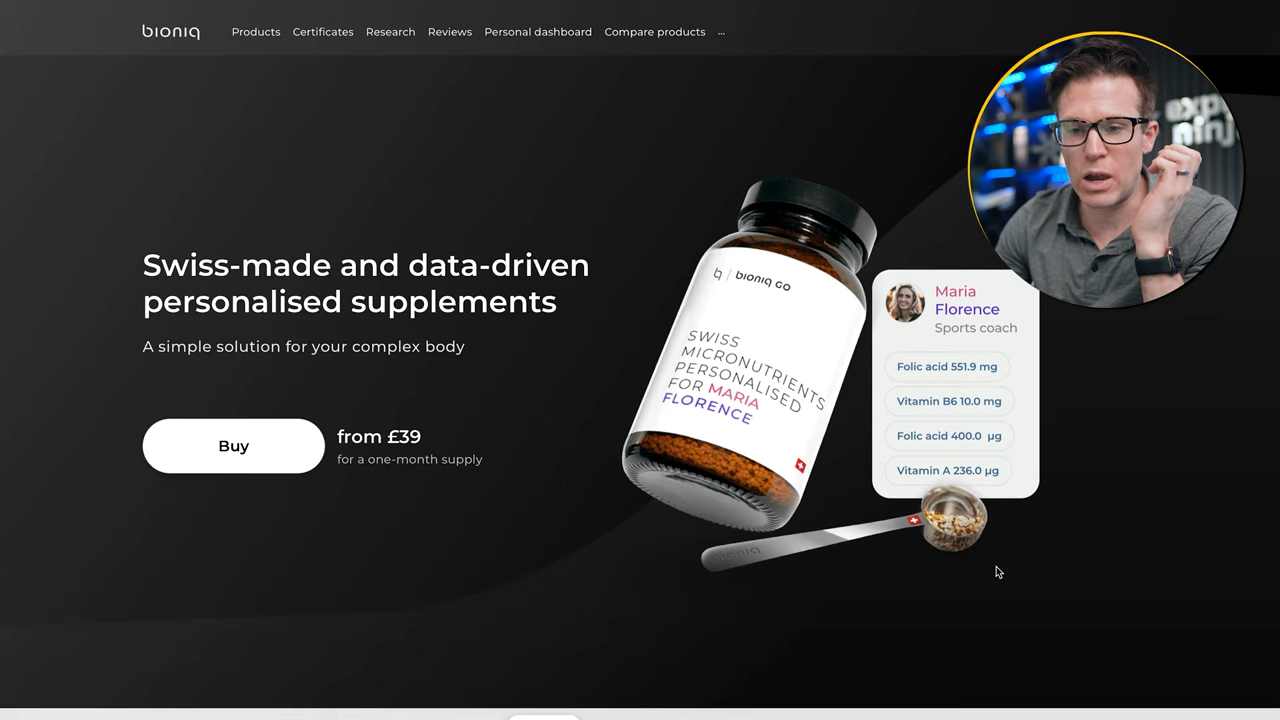 bioniq
Products
Certificates
Research
Reviews
Personal dashboard
Compare products
...
Swiss-made and data-driven
personalised supplements
A simple solution for your complex body
Buy
from £39
for a one-month supply
bioniq GO
SWISS
MICRONUTRIENTS
PERSONALISED
FOR MARIA
FLORENCE
Maria
Florence
Sports coach
Folic acid 551.9 mg
Vitamin B6 10.0 mg
Folic acid 400.0 µg
Vitamin A 236.0 µg
bioniq